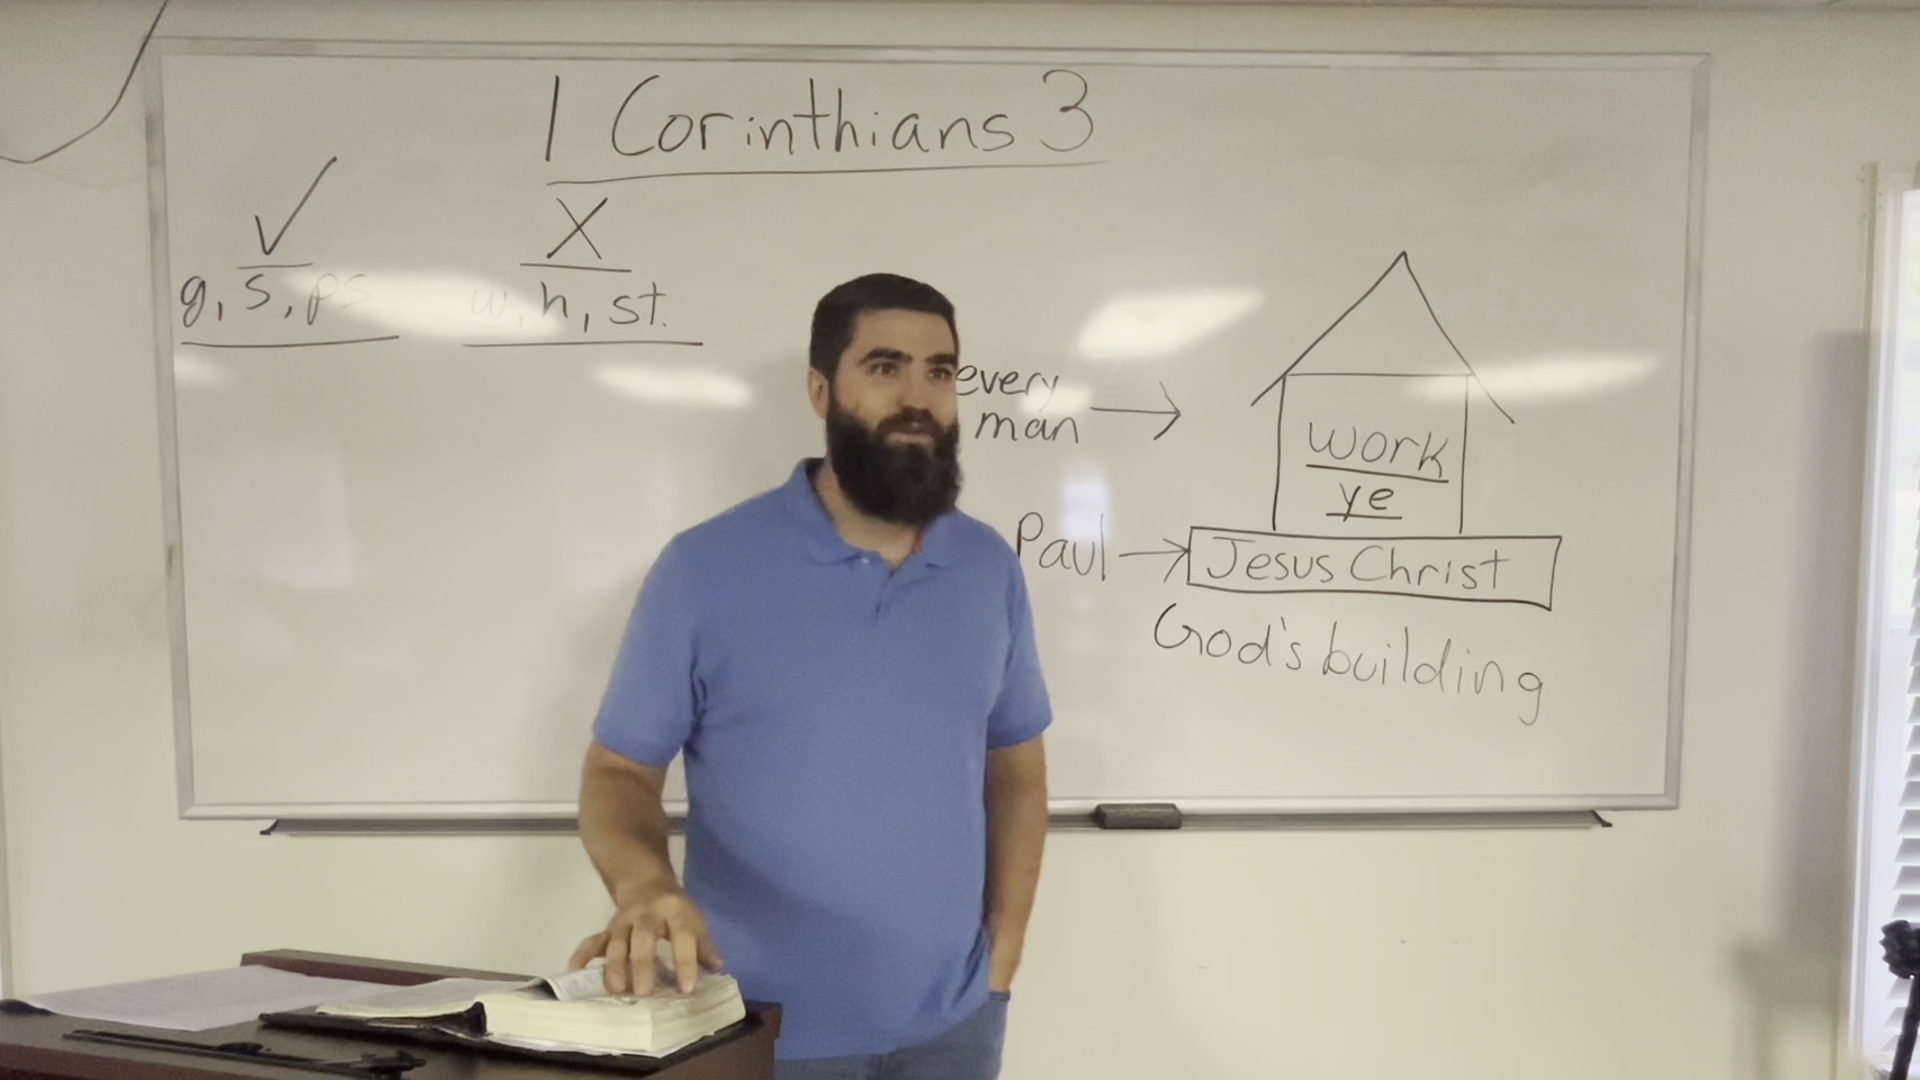 1 Corinthians 3
✓
g, s, ps
X
w, h, st.
every
man
work
ye
Paul
Jesus Christ
God's building